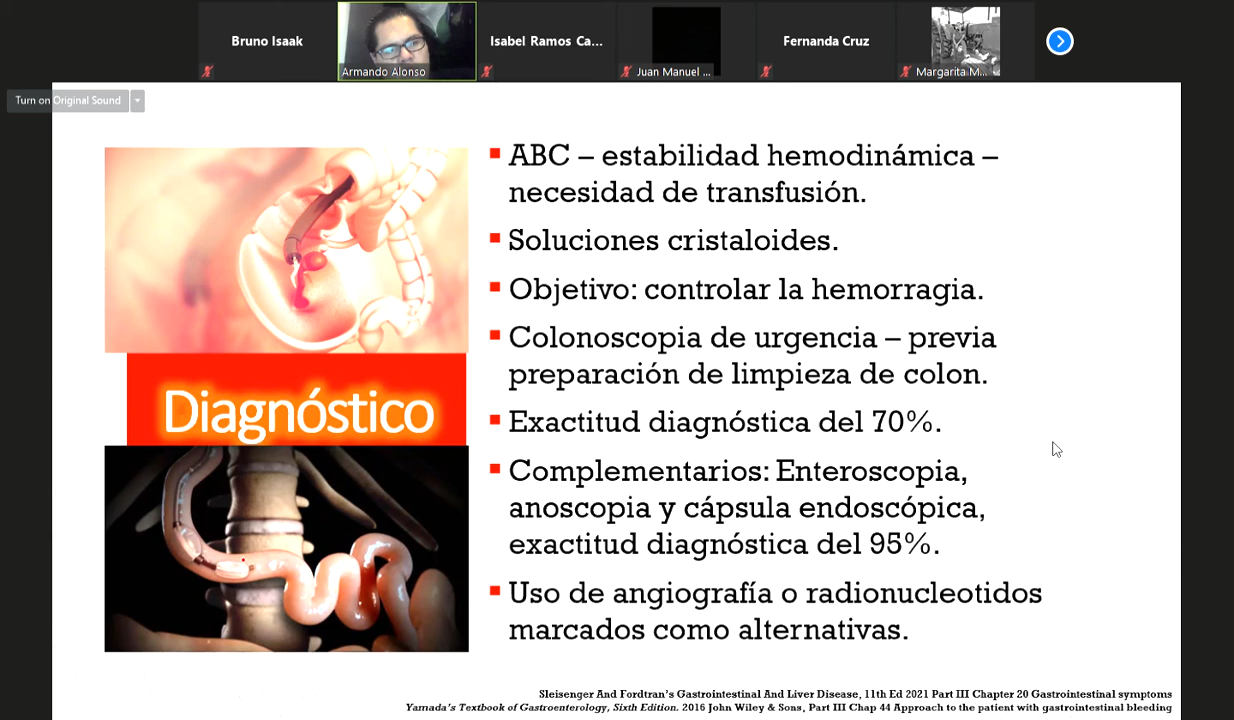 Bruno Isaak
Armando Alonso
Isabel Ramos Ca...
Juan Manuel ...
Fernanda Cruz
Margarita M...
Turn on Original Sound
ABC – estabilidad hemodinámica –
necesidad de transfusión.
Soluciones cristaloides.
Objetivo: controlar la hemorragia.
Colonoscopia de urgencia – previa
preparación de limpieza de colon.
Exactitud diagnóstica del 70%.
Complementarios: Enteroscopia,
anoscopia y cápsula endoscópica,
exactitud diagnóstica del 95%.
Uso de angiografía o radionucleotidos
marcados como alternativas.
Diagnóstico
Sleisenger And Fordtran's Gastrointestinal And Liver Disease, 11th Ed 2021 Part III Chapter 20 Gastrointestinal symptoms
Yamada's Textbook of Gastroenterology, Sixth Edition. 2016 John Wiley & Sons, Part III Chap 44 Approach to the patient with gastrointestinal bleeding